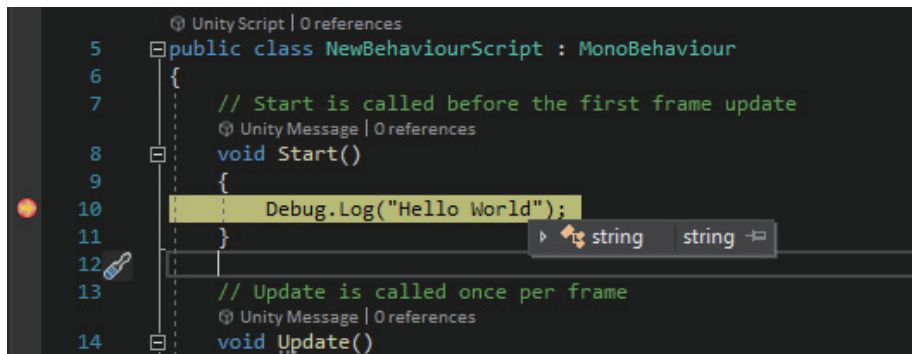 Unity Script | 0 references
5 public class NewBehaviourScript : MonoBehaviour
6 {
7 // Start is called before the first frame update
Unity Message | 0 references
8 void Start()
9 {
10 Debug.Log("Hello World");
11 }
string string
12
13 // Update is called once per frame
Unity Message | 0 references
14 void Update()